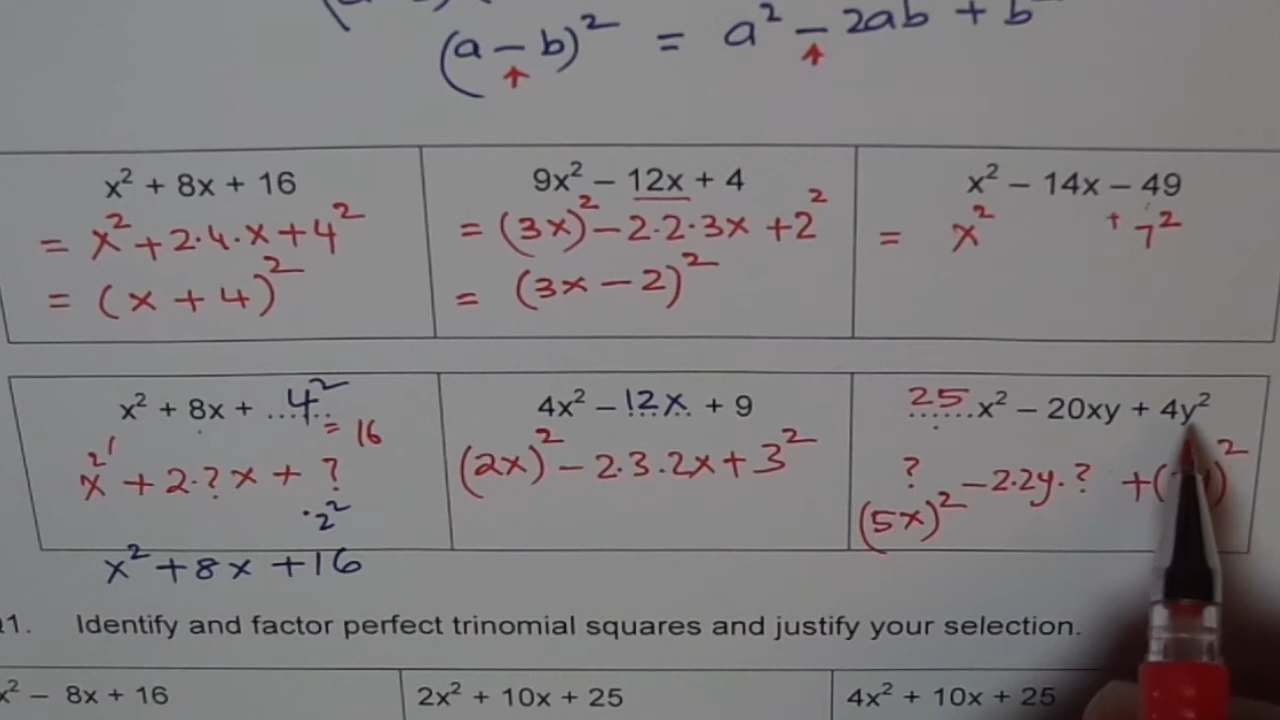 (a - b)² = a² - 2ab + b
x² + 8x + 16
= x² + 2·4·x + 4²
= (x + 4)²
9x² – 12x + 4
= (3x)² - 2·2·3x + 2²
= (3x - 2)²
x² – 14x – 49
= x² + 7²
x² + 8x + ...4²...
= 16
x² + 2·?x + ?
·2²
x² + 8x + 16
4x² – 12x + 9
(2x)² - 2·3·2x + 3²
25x² – 20xy + 4y²
? - 2·2y·? + ( )²
(5x)²
1. Identify and factor perfect trinomial squares and justify your selection.
x² – 8x + 16
2x² + 10x + 25
4x² + 10x + 25